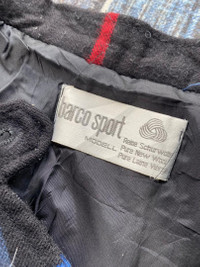 barco sport
MODELL
Reine Schurwolle
Pure New Wool
Pure Laine Vierge